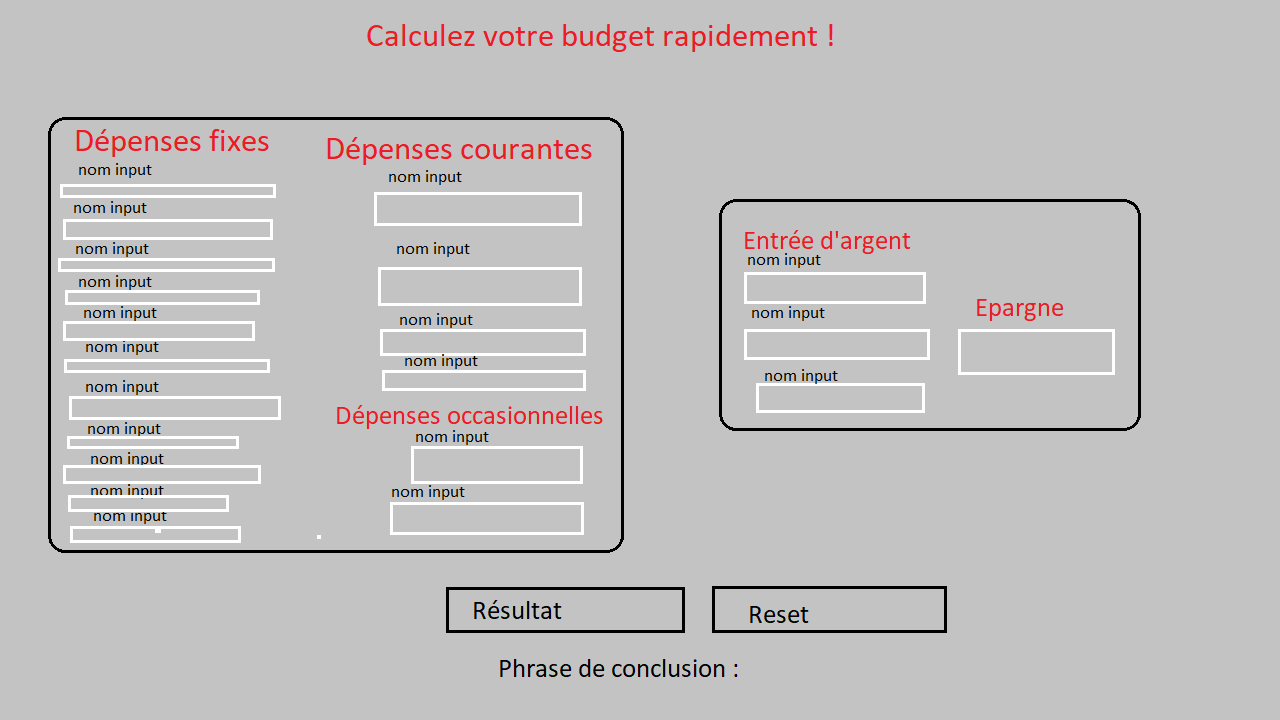 Calculez votre budget rapidement !
Dépenses fixes
nom input
nom input
nom input
nom input
nom input
nom input
nom input
nom input
nom input
nom input
nom input
Dépenses courantes
nom input
nom input
nom input
nom input
Dépenses occasionnelles
nom input
nom input
Entrée d'argent
nom input
nom input
nom input
Epargne
Résultat
Reset
Phrase de conclusion :